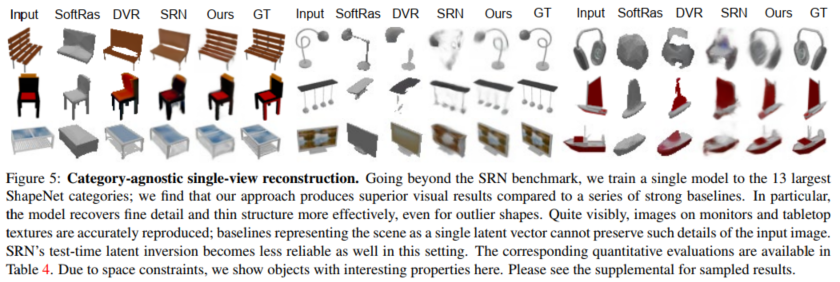 Input SoftRas DVR SRN Ours GT Input SoftRas DVR SRN Ours GT Input SoftRas DVR SRN Ours GT
Figure 5: Category-agnostic single-view reconstruction. Going beyond the SRN benchmark, we train a single model to the 13 largest
ShapeNet categories; we find that our approach produces superior visual results compared to a series of strong baselines. In particular,
the model recovers fine detail and thin structure more effectively, even for outlier shapes. Quite visibly, images on monitors and tabletop
textures are accurately reproduced; baselines representing the scene as a single latent vector cannot preserve such details of the input image.
SRN's test-time latent inversion becomes less reliable as well in this setting. The corresponding quantitative evaluations are available in
Table 4. Due to space constraints, we show objects with interesting properties here. Please see the supplemental for sampled results.